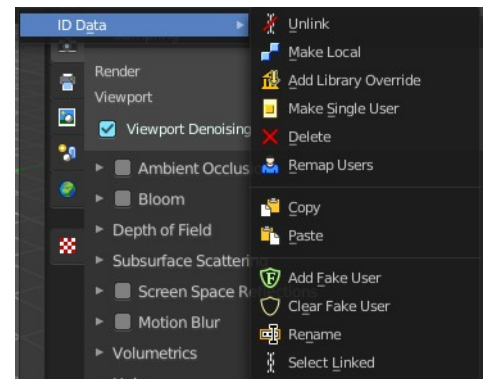 ID Data
Sampling
Render
Viewport
Viewport Denoising
Ambient Occlus
Bloom
Depth of Field
Subsurface Scattering
Screen Space Reflections
Motion Blur
Volumetrics
Unlink
Make Local
Add Library Override
Make Single User
Delete
Remap Users
Copy
Paste
Add Fake User
Clear Fake User
Rename
Select Linked